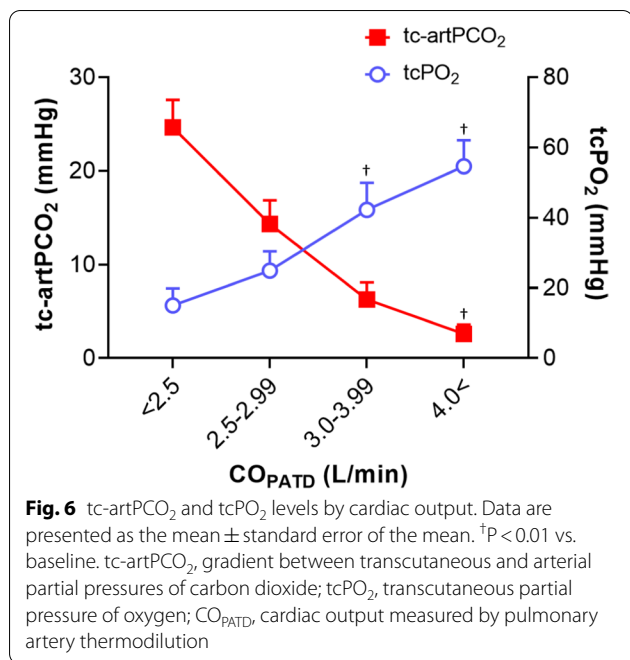 tc-artPCO₂
tcPO₂
30
20
10
0
tc-artPCO₂ (mmHg)
80
60
40
20
0
tcPO₂ (mmHg)
†
†
†
<2.5
2.5-2.99
3.0-3.99
4.0<
CO_PATD (L/min)
Fig. 6 tc-artPCO₂ and tcPO₂ levels by cardiac output. Data are
presented as the mean ± standard error of the mean. †P < 0.01 vs.
baseline. tc-artPCO₂, gradient between transcutaneous and arterial
partial pressures of carbon dioxide; tcPO₂, transcutaneous partial
pressure of oxygen; CO_PATD, cardiac output measured by pulmonary
artery thermodilution